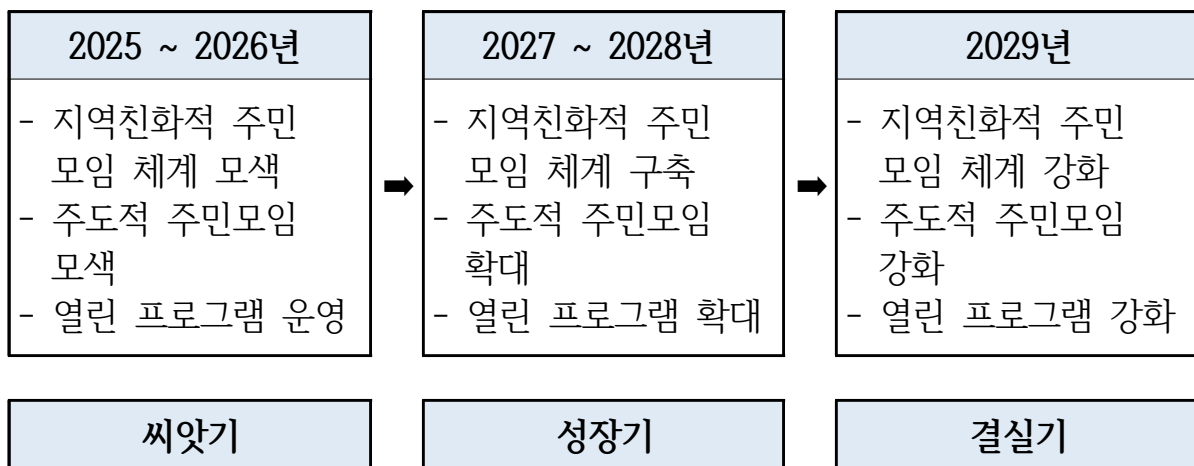 2025 ~ 2026년
- 지역친화적 주민
모임 체계 모색
- 주도적 주민모임
모색
- 열린 프로그램 운영
➡
2027 ~ 2028년
- 지역친화적 주민
모임 체계 구축
- 주도적 주민모임
확대
- 열린 프로그램 확대
➡
2029년
- 지역친화적 주민
모임 체계 강화
- 주도적 주민모임
강화
- 열린 프로그램 강화
씨앗기
성장기
결실기